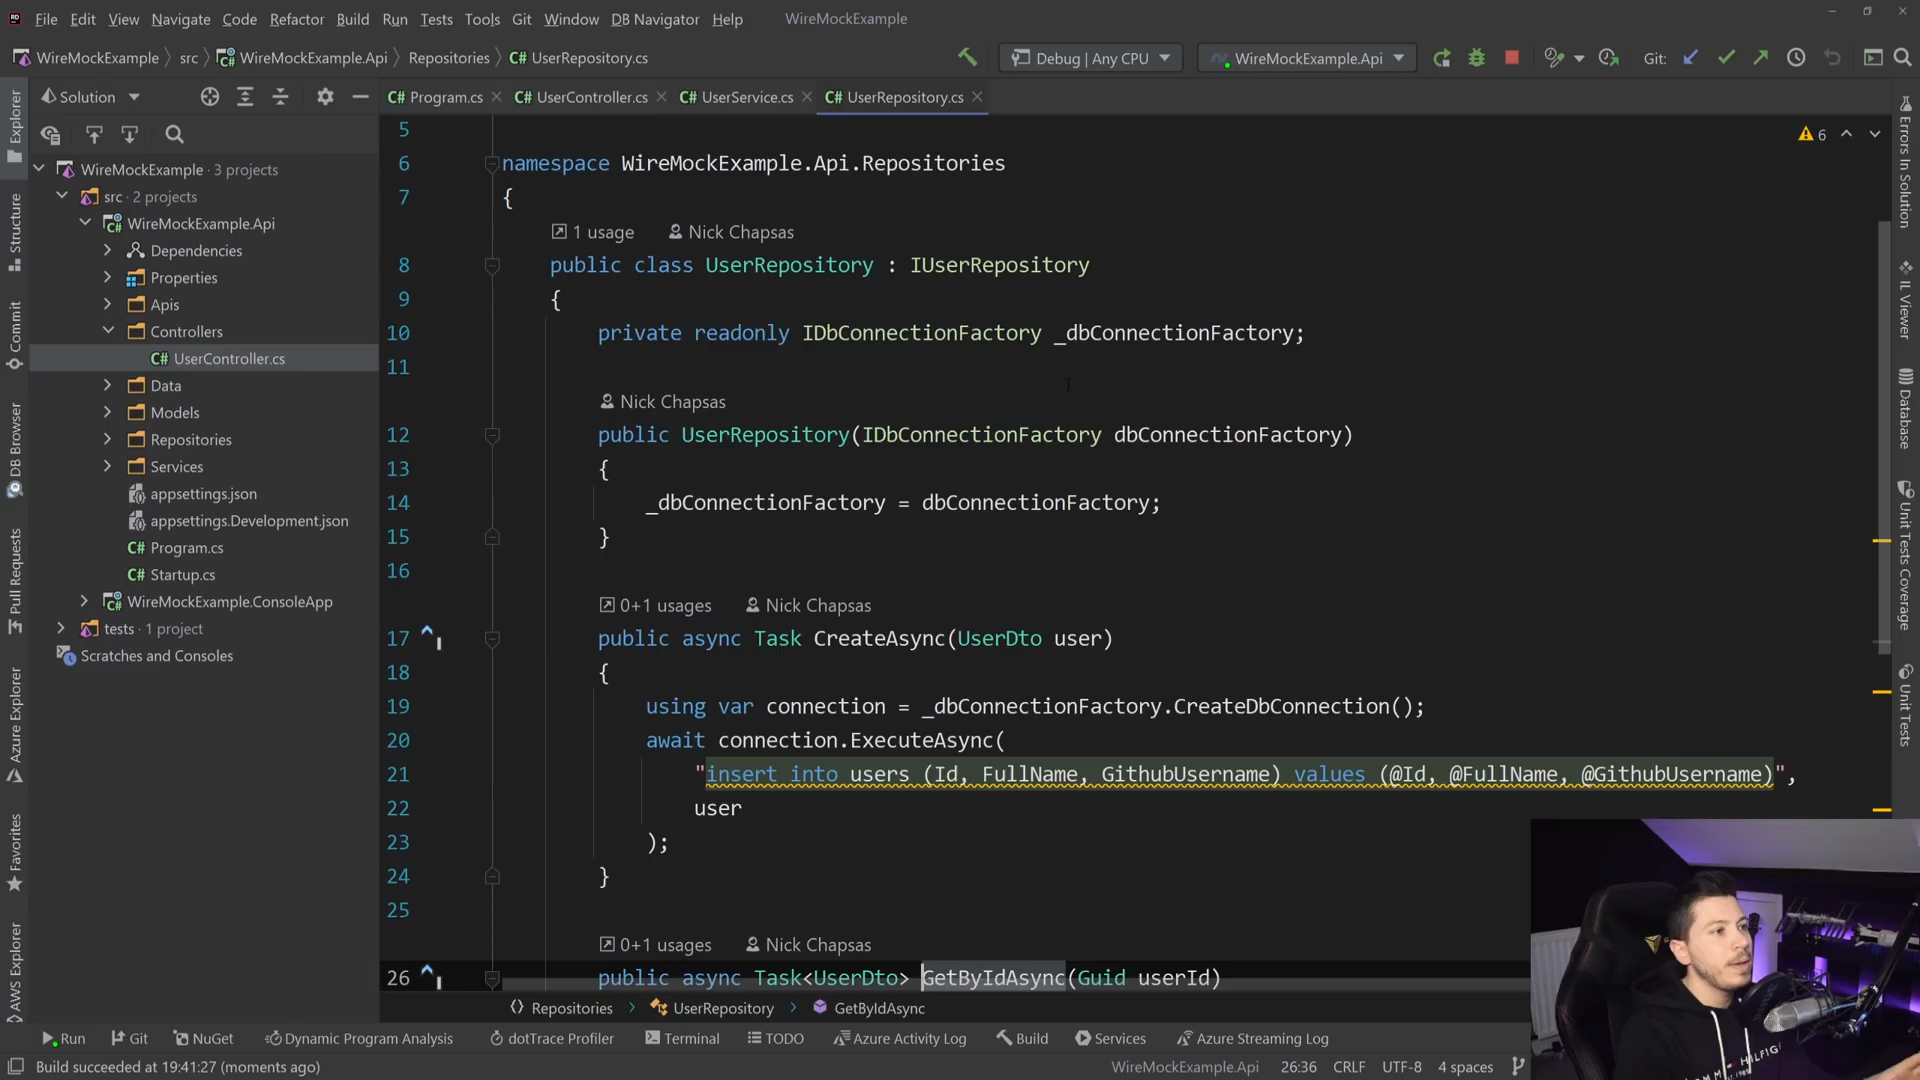 File Edit View Navigate Code Refactor Build Run Tests Tools Git Window DB Navigator Help WireMockExample
WireMockExample src WireMockExample.Api Repositories C# UserRepository.cs Debug | Any CPU WireMockExample.Api Git:
Solution C# Program.cs C# UserController.cs C# UserService.cs C# UserRepository.cs
WireMockExample · 3 projects
src · 2 projects
WireMockExample.Api
Dependencies
Properties
Apis
Controllers
C# UserController.cs
Data
Models
Repositories
Services
appsettings.json
appsettings.Development.json
C# Program.cs
C# Startup.cs
WireMockExample.ConsoleApp
tests · 1 project
Scratches and Consoles
Explorer
Structure
Commit
DB Browser
Pull Requests
Azure Explorer
Favorites
AWS Explorer
5
6 namespace WireMockExample.Api.Repositories
7 {
1 usage Nick Chapsas
8 public class UserRepository : IUserRepository
9 {
10 private readonly IDbConnectionFactory _dbConnectionFactory;
11
Nick Chapsas
12 public UserRepository(IDbConnectionFactory dbConnectionFactory)
13 {
14 _dbConnectionFactory = dbConnectionFactory;
15 }
16
0+1 usages Nick Chapsas
17 public async Task CreateAsync(UserDto user)
18 {
19 using var connection = _dbConnectionFactory.CreateDbConnection();
20 await connection.ExecuteAsync(
21 "insert into users (Id, FullName, GithubUsername) values (@Id, @FullName, @GithubUsername)",
22 user
23 );
24 }
25
0+1 usages Nick Chapsas
26 public async Task<UserDto> GetByIdAsync(Guid userId)
6
Errors In Solution
IL Viewer
Database
Unit Tests Coverage
Unit Tests
Repositories UserRepository GetByIdAsync
Run Git NuGet Dynamic Program Analysis dotTrace Profiler Terminal TODO Azure Activity Log Build Services Azure Streaming Log
Build succeeded at 19:41:27 (moments ago) WireMockExample.Api 26:36 CRLF UTF-8 4 spaces